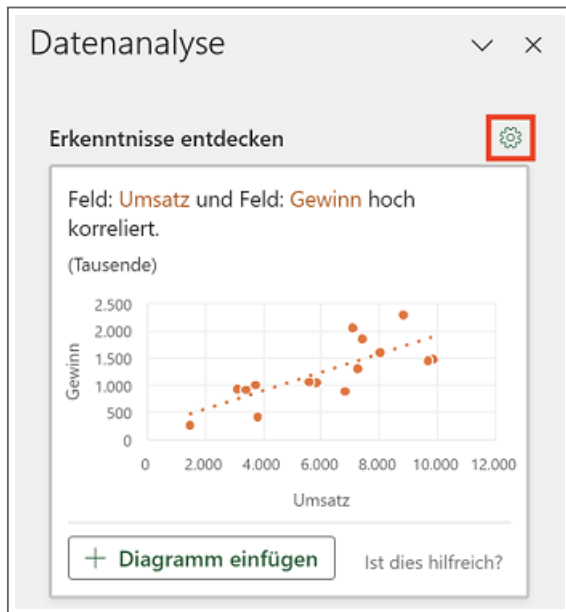 Datenanalyse
Erkenntnisse entdecken
Feld: Umsatz und Feld: Gewinn hoch
korreliert.
(Tausende)
2.500
2.000
1.500
1.000
500
0
Gewinn
0 2.000 4.000 6.000 8.000 10.000 12.000
Umsatz
+ Diagramm einfügen Ist dies hilfreich?